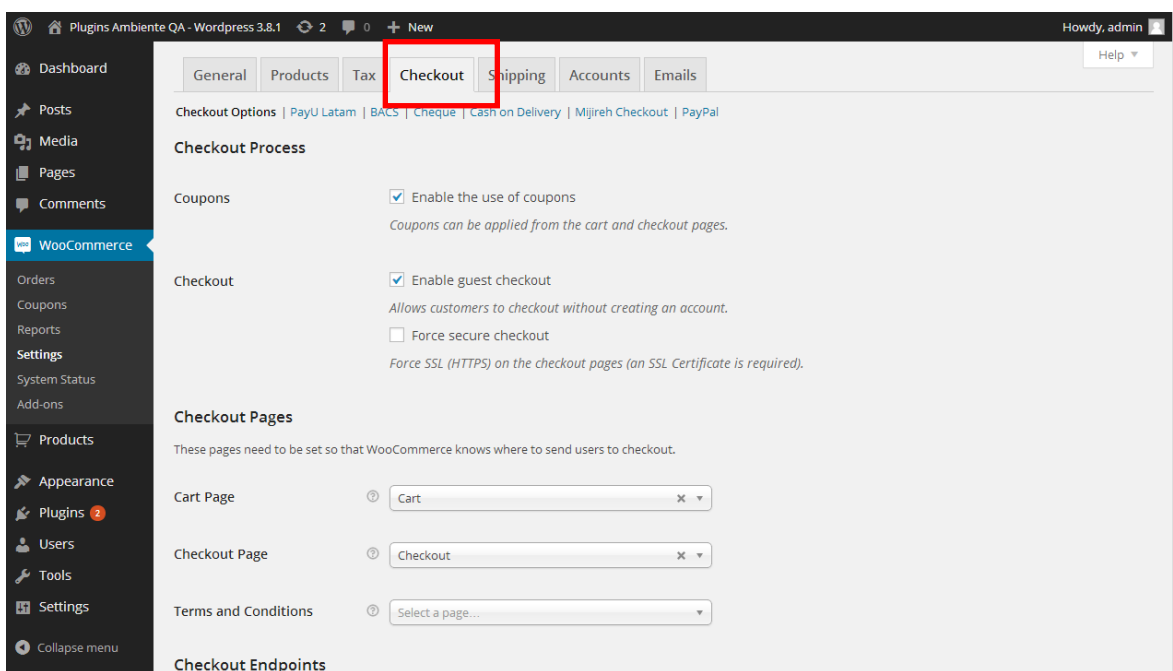 Plugins Ambiente QA - Wordpress 3.8.1 2 0 + New Howdy, admin
Help
Dashboard
Posts
Media
Pages
Comments
WooCommerce
Orders
Coupons
Reports
Settings
System Status
Add-ons
Products
Appearance
Plugins 2
Users
Tools
Settings
Collapse menu
General Products Tax Checkout Shipping Accounts Emails
Checkout Options | PayU Latam | BACS | Cheque | Cash on Delivery | Mijireh Checkout | PayPal
Checkout Process
Coupons
Enable the use of coupons
Coupons can be applied from the cart and checkout pages.
Checkout
Enable guest checkout
Allows customers to checkout without creating an account.
Force secure checkout
Force SSL (HTTPS) on the checkout pages (an SSL Certificate is required).
Checkout Pages
These pages need to be set so that WooCommerce knows where to send users to checkout.
Cart Page ? Cart
Checkout Page ? Checkout
Terms and Conditions ? Select a page...
Checkout Endpoints